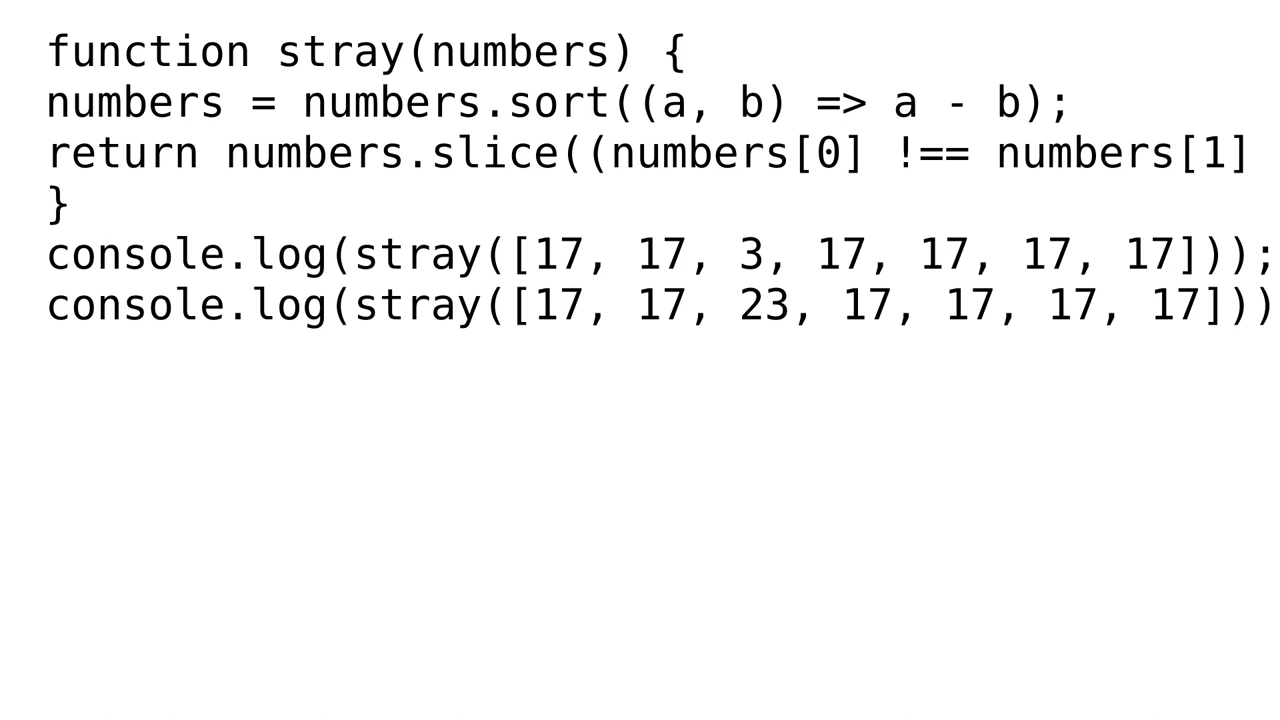 function stray(numbers) {
numbers = numbers.sort((a, b) => a - b);
return numbers.slice((numbers[0] !== numbers[1]
}
console.log(stray([17, 17, 3, 17, 17, 17, 17]));
console.log(stray([17, 17, 23, 17, 17, 17, 17]))